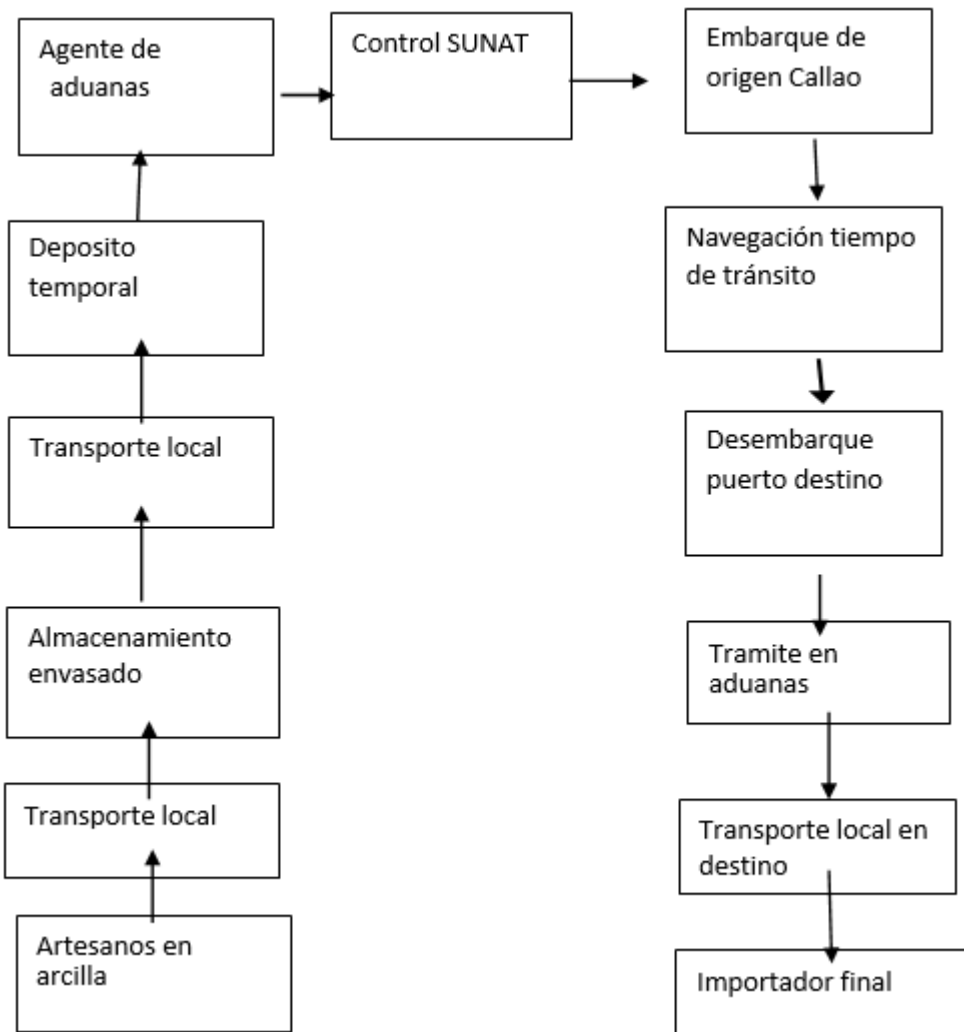 Agente de
aduanas
Control SUNAT
Embarque de
origen Callao
Deposito
temporal
Navegación tiempo
de tránsito
Transporte local
Desembarque
puerto destino
Almacenamiento
envasado
Tramite en
aduanas
Transporte local
Transporte local en
destino
Artesanos en
arcilla
Importador final